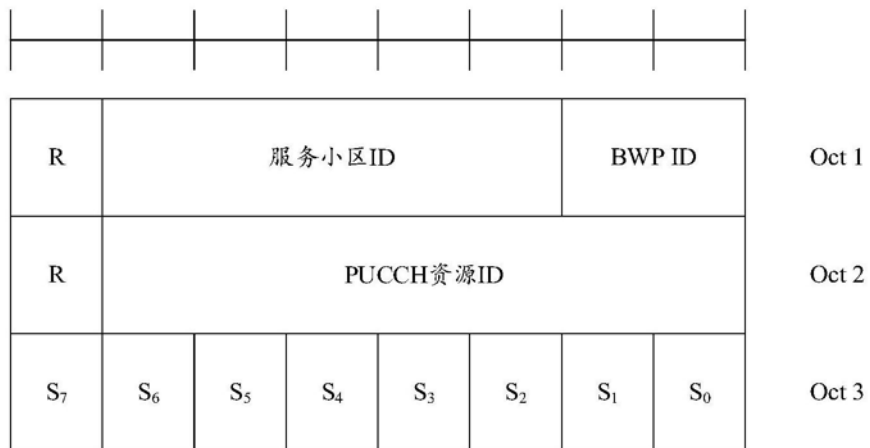 R 服务小区ID BWP ID Oct 1
R PUCCH资源ID Oct 2
S₇ S₆ S₅ S₄ S₃ S₂ S₁ S₀ Oct 3